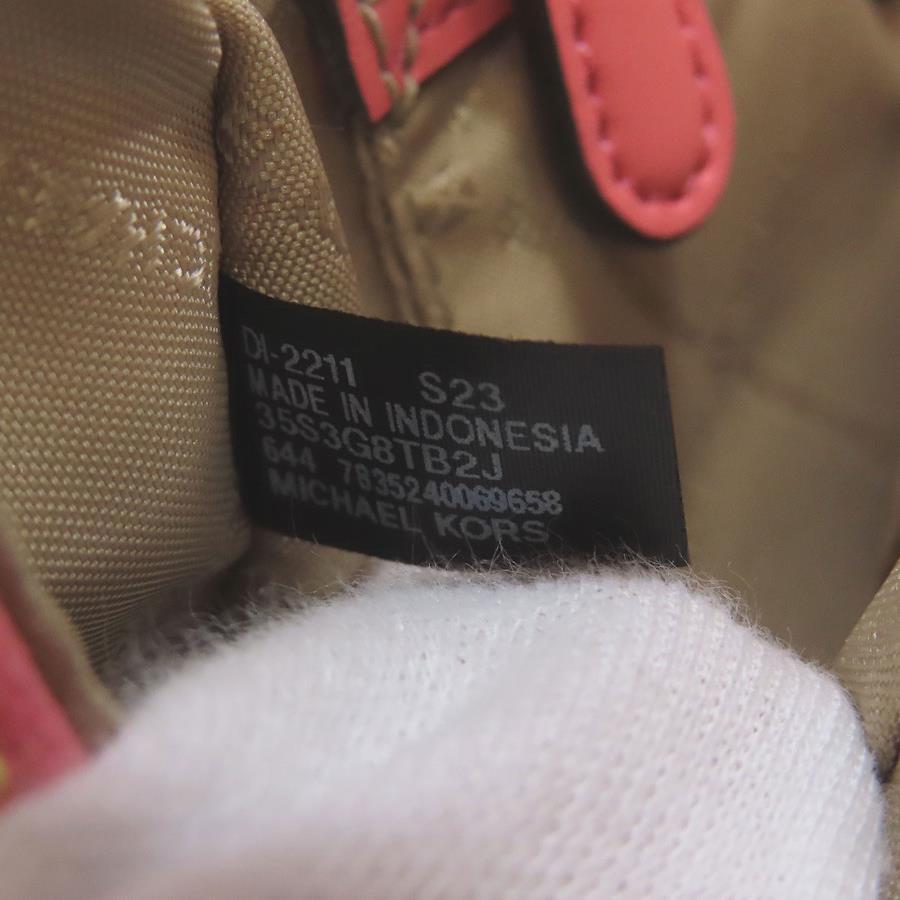 DI-2211 S23
MADE IN INDONESIA
35S3G8TB2J
644 7835240069658
MICHAEL KORS